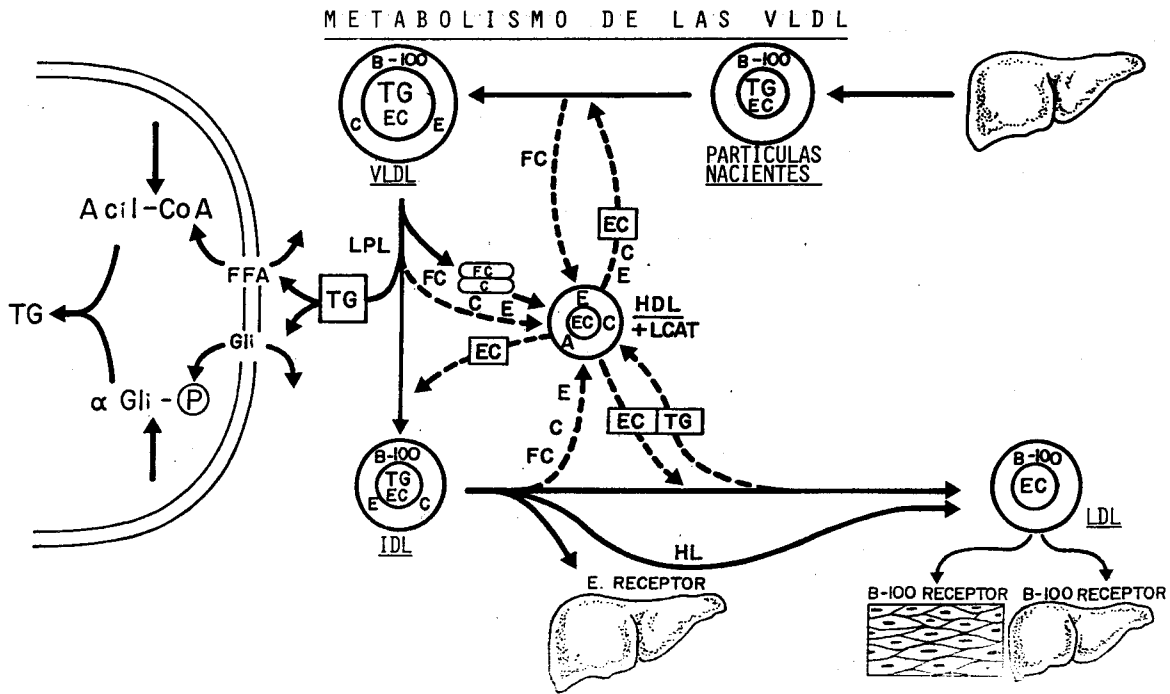 METABOLISMO DE LAS VLDL
B-100
TG
EC
C
E
VLDL
B-100
TG
EC
PARTICULAS
NACIENTES
FC
EC
C
E
Acil-CoA
FFA
TG
Gli
α Gli-P
LPL
TG
FC
FC
C
C
E
E
EC
C
A
HDL
+LCAT
EC
E
C
FC
EC
TG
B-100
TG
EC
E
C
IDL
HL
E. RECEPTOR
B-100
EC
LDL
B-100 RECEPTOR
B-100 RECEPTOR